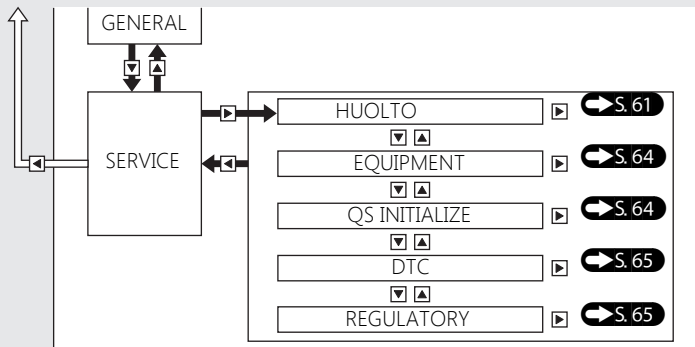 GENERAL
SERVICE
HUOLTO S. 61
EQUIPMENT S. 64
QS INITIALIZE S. 64
DTC S. 65
REGULATORY S. 65